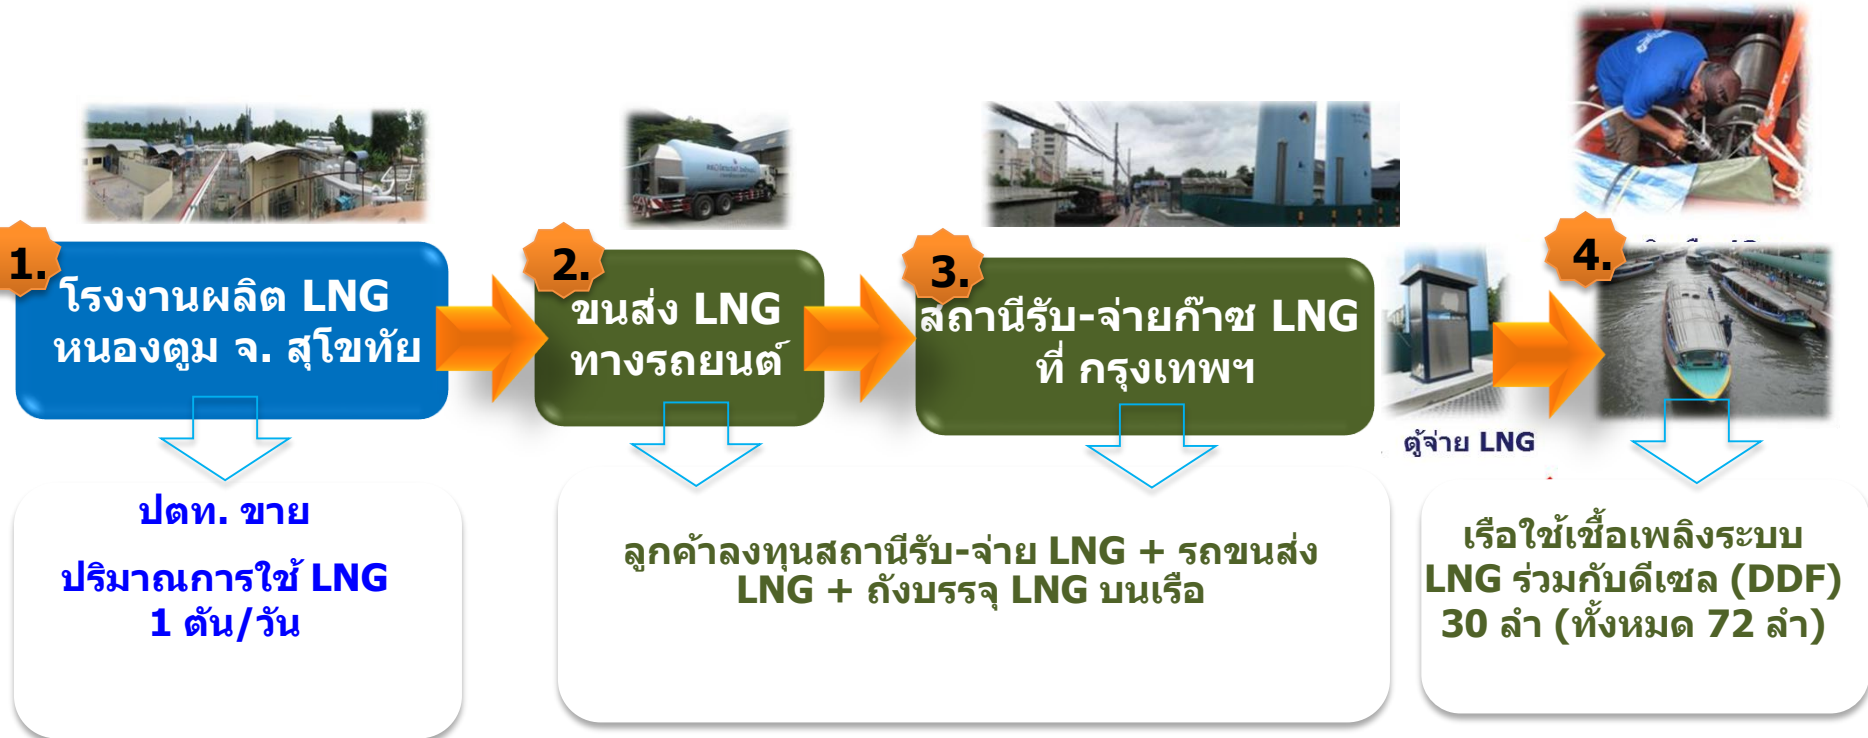 1.
โรงงานผลิต LNG
หนองตูม จ. สุโขทัย
2.
ขนส่ง LNG
ทางรถยนต์
3.
สถานีรับ-จ่ายก๊าซ LNG
ที่ กรุงเทพฯ
ตู้จ่าย LNG
4.
ปตท. ขาย
ปริมาณการใช้ LNG
1 ตัน/วัน
ลูกค้าลงทุนสถานีรับ-จ่าย LNG + รถขนส่ง
LNG + ถังบรรจุ LNG บนเรือ
เรือใช้เชื้อเพลิงระบบ
LNG ร่วมกับดีเซล (DDF)
30 ลำ (ทั้งหมด 72 ลำ)